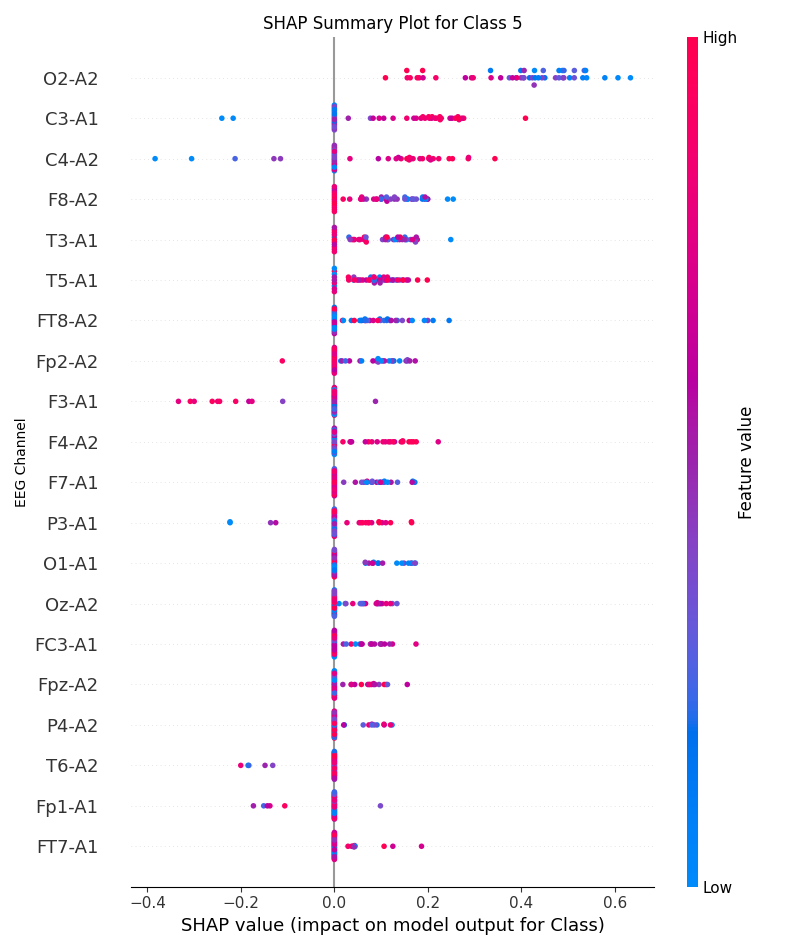 SHAP Summary Plot for Class 5
High
O2-A2
C3-A1
C4-A2
F8-A2
T3-A1
T5-A1
FT8-A2
Fp2-A2
F3-A1
F4-A2
F7-A1
P3-A1
O1-A1
Oz-A2
FC3-A1
Fpz-A2
P4-A2
T6-A2
Fp1-A1
FT7-A1
EEG Channel
Feature value
Low
−0.4 −0.2 0.0 0.2 0.4 0.6
SHAP value (impact on model output for Class)